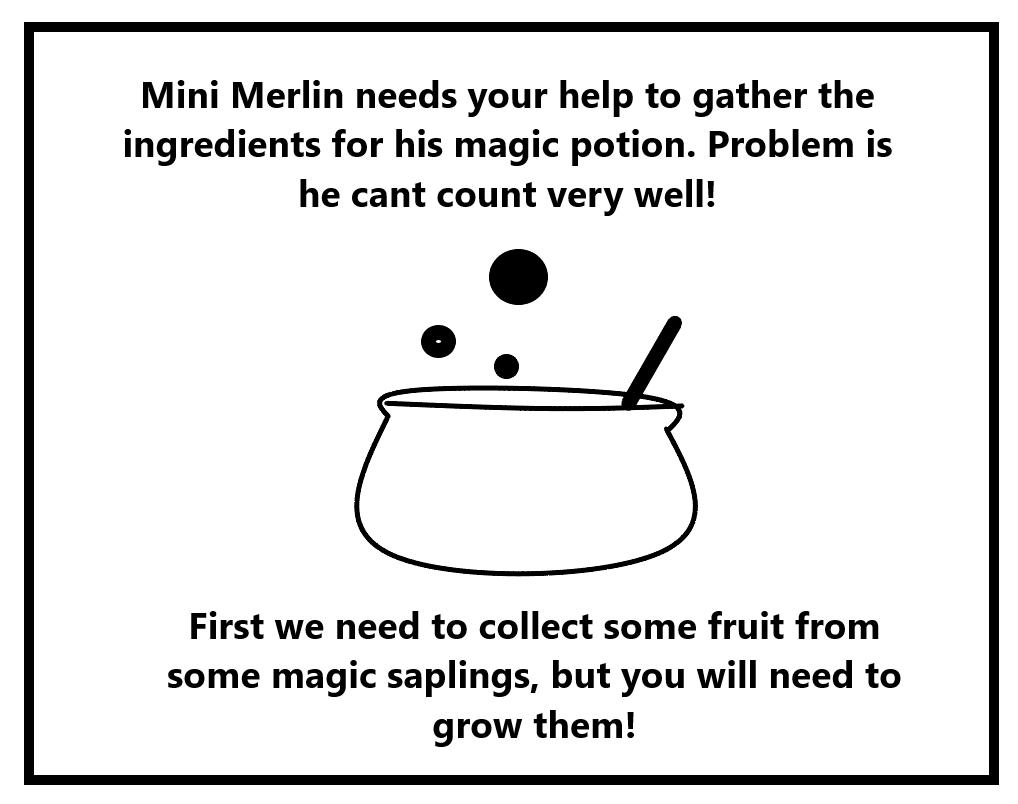 Mini Merlin needs your help to gather the
ingredients for his magic potion. Problem is
he cant count very well!
First we need to collect some fruit from
some magic saplings, but you will need to
grow them!